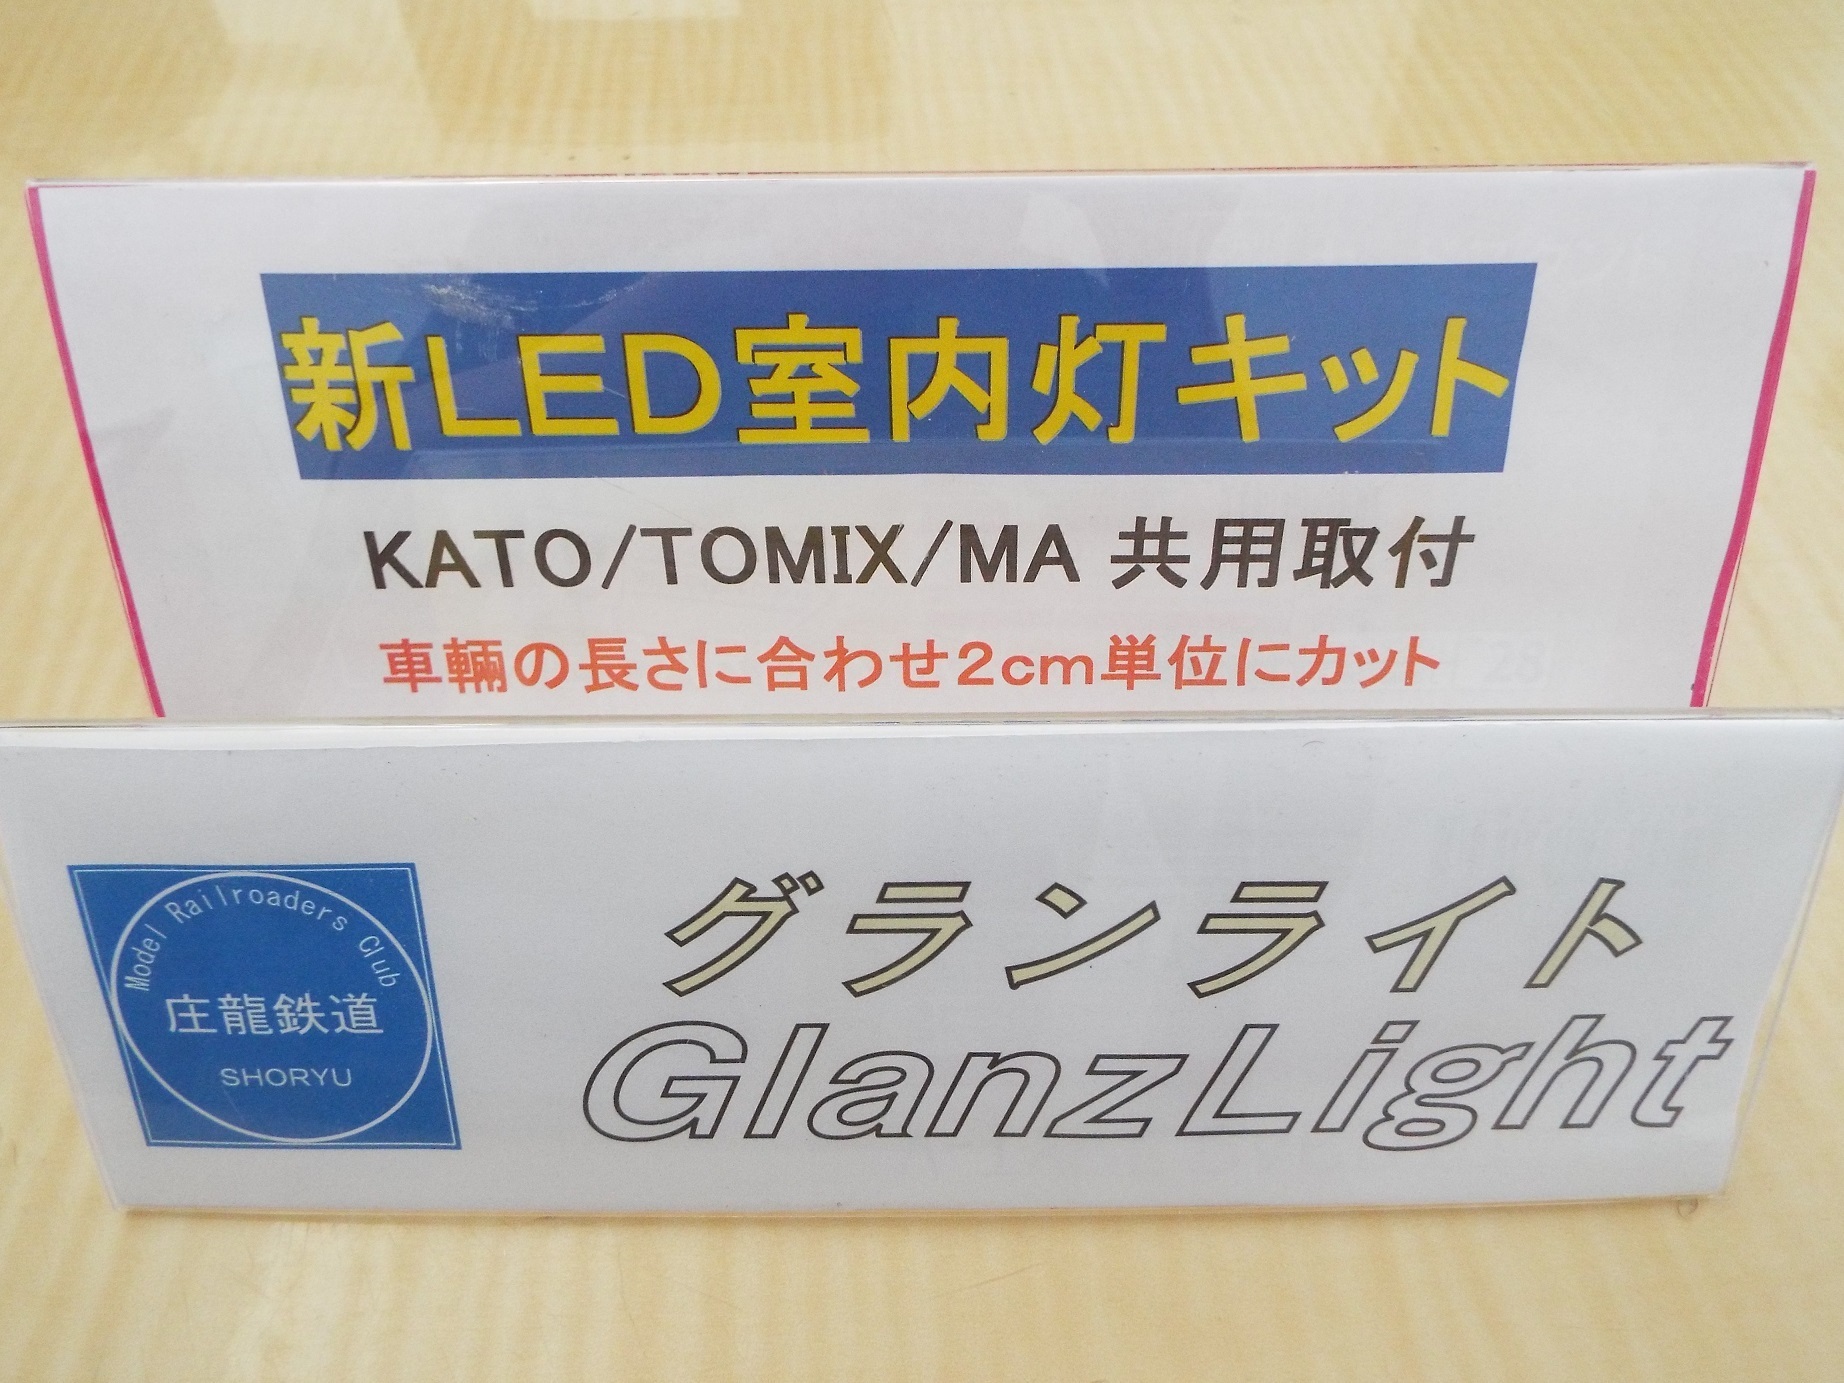 新LED室内灯キット
KATO/TOMIX/MA 共用取付
車輛の長さに合わせ2cm単位にカット
Model Railroaders Club
庄龍鉄道
SHORYU
グランライト
GlanzLight